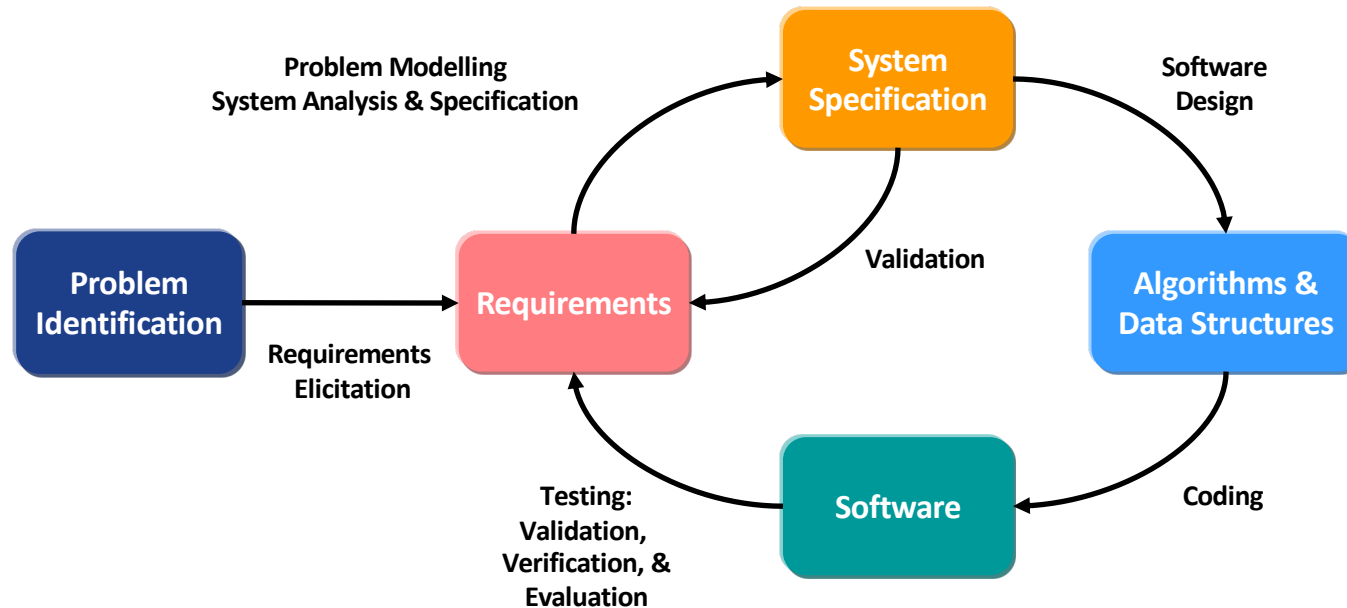 Problem Modelling
System Analysis & Specification
System
Specification
Software
Design
Validation
Problem
Identification
Requirements
Algorithms &
Data Structures
Requirements
Elicitation
Testing:
Validation,
Verification, &
Evaluation
Software
Coding